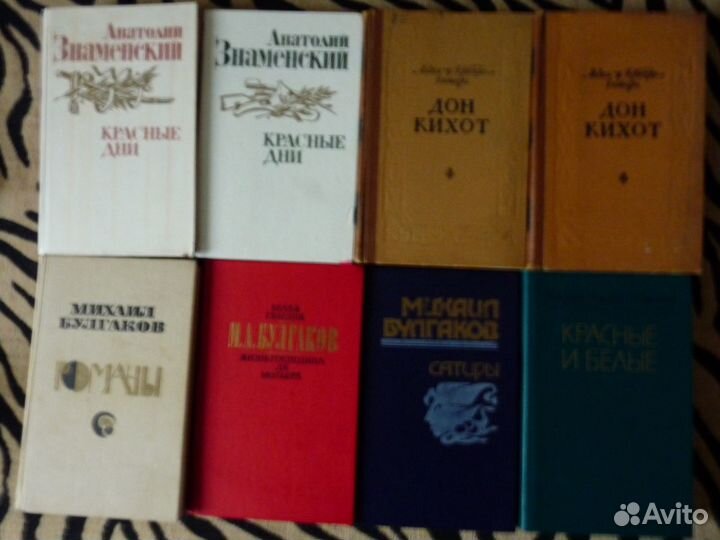 Анатолий
Знаменский
КРАСНЫЕ
ДНИ
Анатолий
Знаменский
КРАСНЫЕ
ДНИ
ДОН
КИХОТ
ДОН
КИХОТ
МИХАИЛ
БУЛГАКОВ
РОМАНЫ
М.А.БУЛГАКОВ
МИХАИЛ
БУЛГАКОВ
САТИРЫ
КРАСНЫЕ
И БЕЛЫЕ
Avito